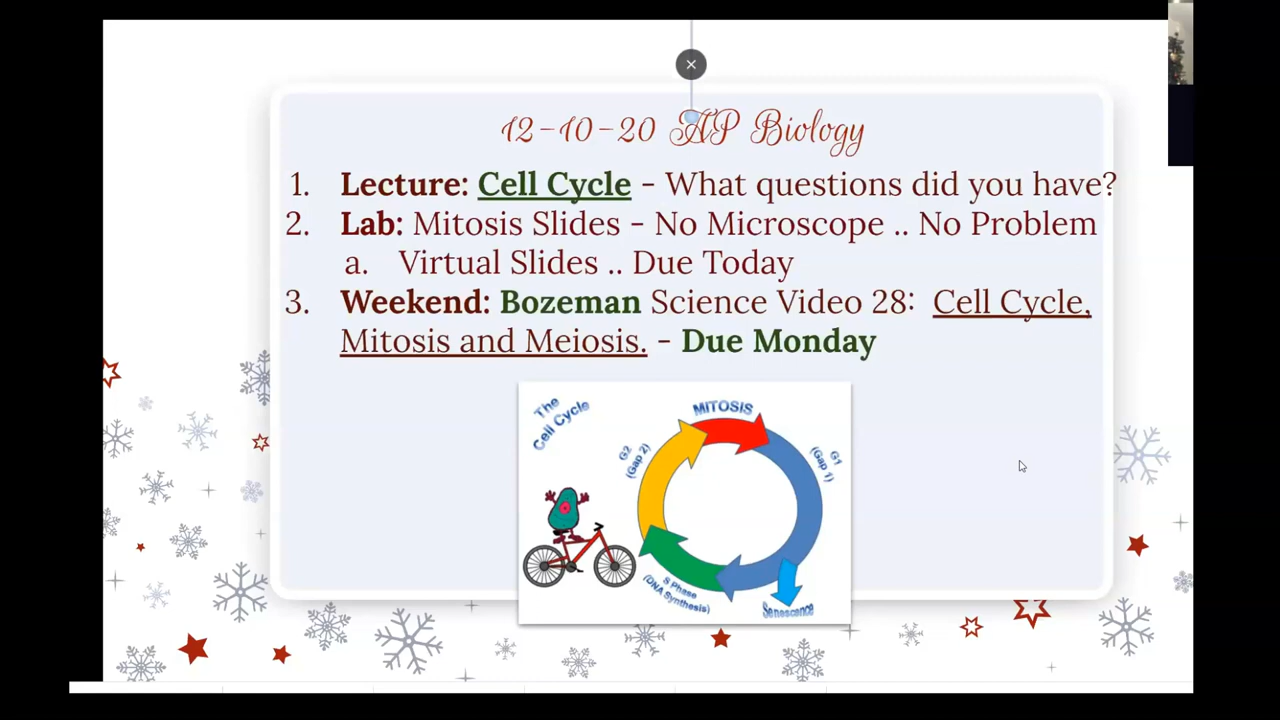 12-10-20 AP Biology
1. Lecture: Cell Cycle - What questions did you have?
2. Lab: Mitosis Slides - No Microscope .. No Problem
a. Virtual Slides .. Due Today
3. Weekend: Bozeman Science Video 28: Cell Cycle,
Mitosis and Meiosis. - Due Monday
The
Cell Cycle
MITOSIS
G2
(Gap 2)
G1
(Gap 1)
S Phase
(DNA Synthesis)
Senescence